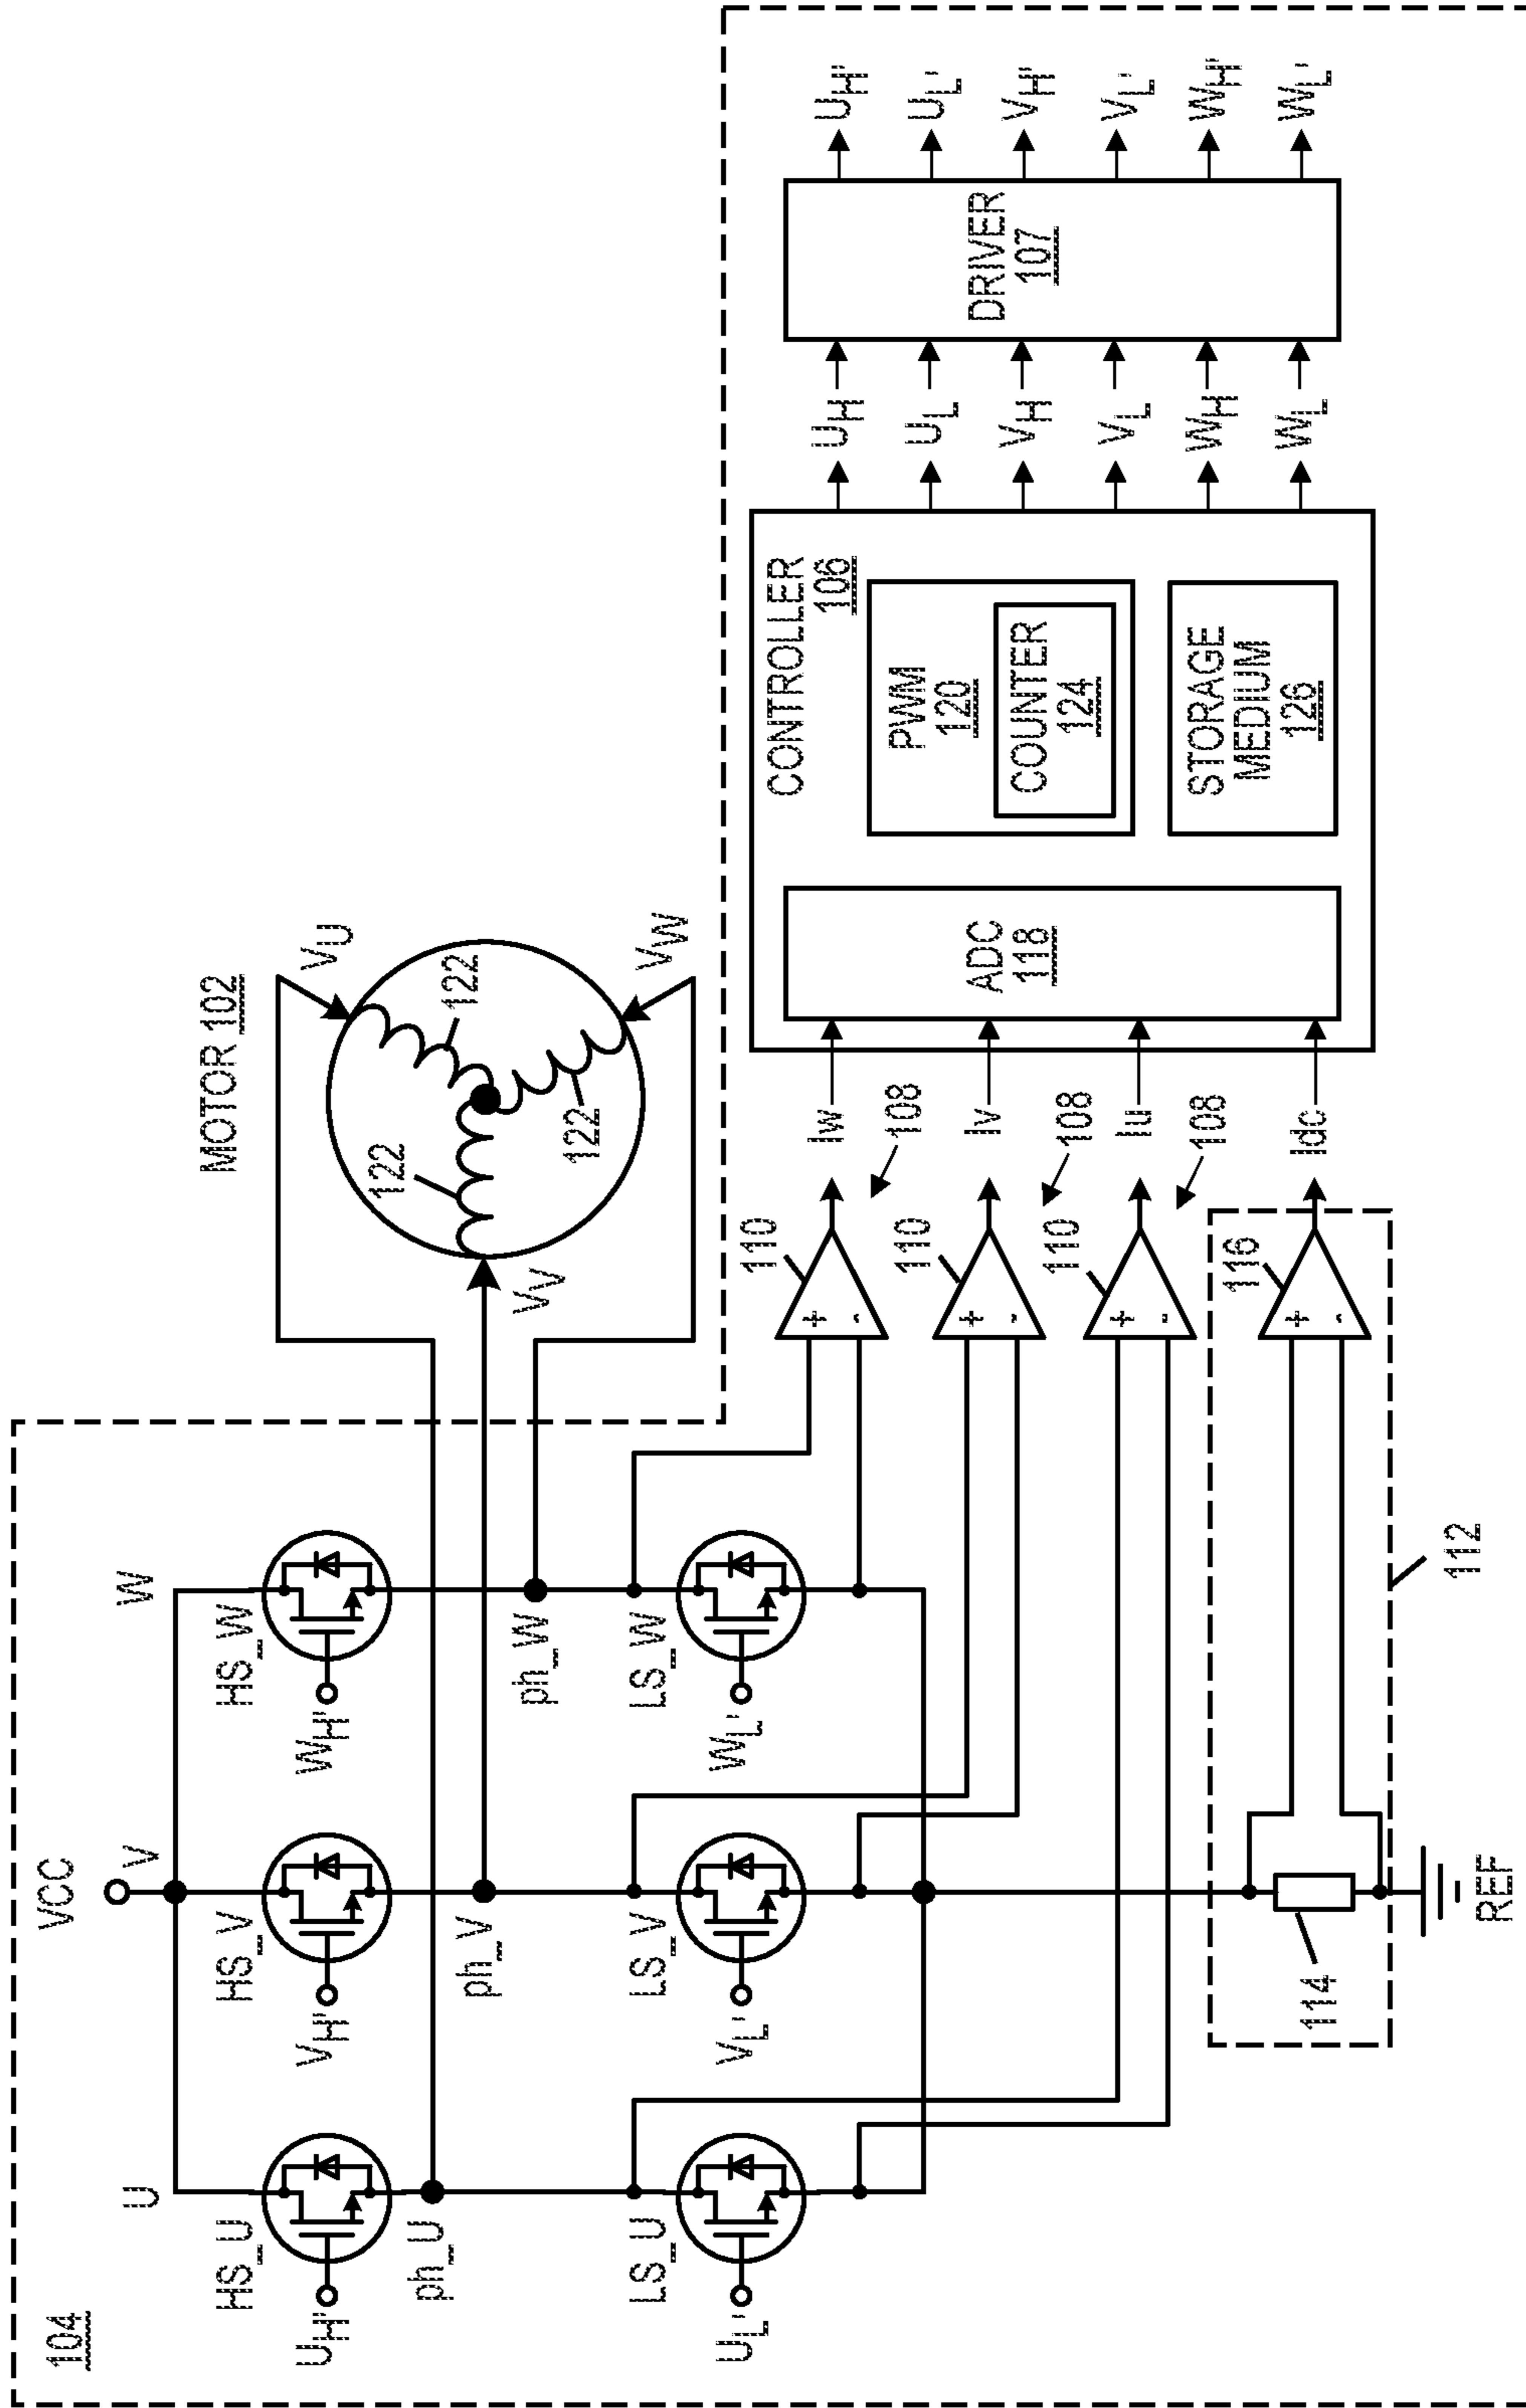 104
VCC
U
V
W
HS_U
HS_V
HS_W
UH'
VH'
WH'
ph_U
ph_V
ph_W
LS_U
LS_V
LS_W
UL'
VL'
WL'
MOTOR 102
VU
VV
VW
122
122
122
110
110
110
116
+
-
+
-
+
-
+
-
Iw
Iv
Iu
Idc
108
108
108
112
114
REF
CONTROLLER
106
ADC
118
PWM
120
COUNTER
124
STORAGE
MEDIUM
126
UH
UL
VH
VL
WH
WL
DRIVER
107
UH'
UL'
VH'
VL'
WH'
WL'